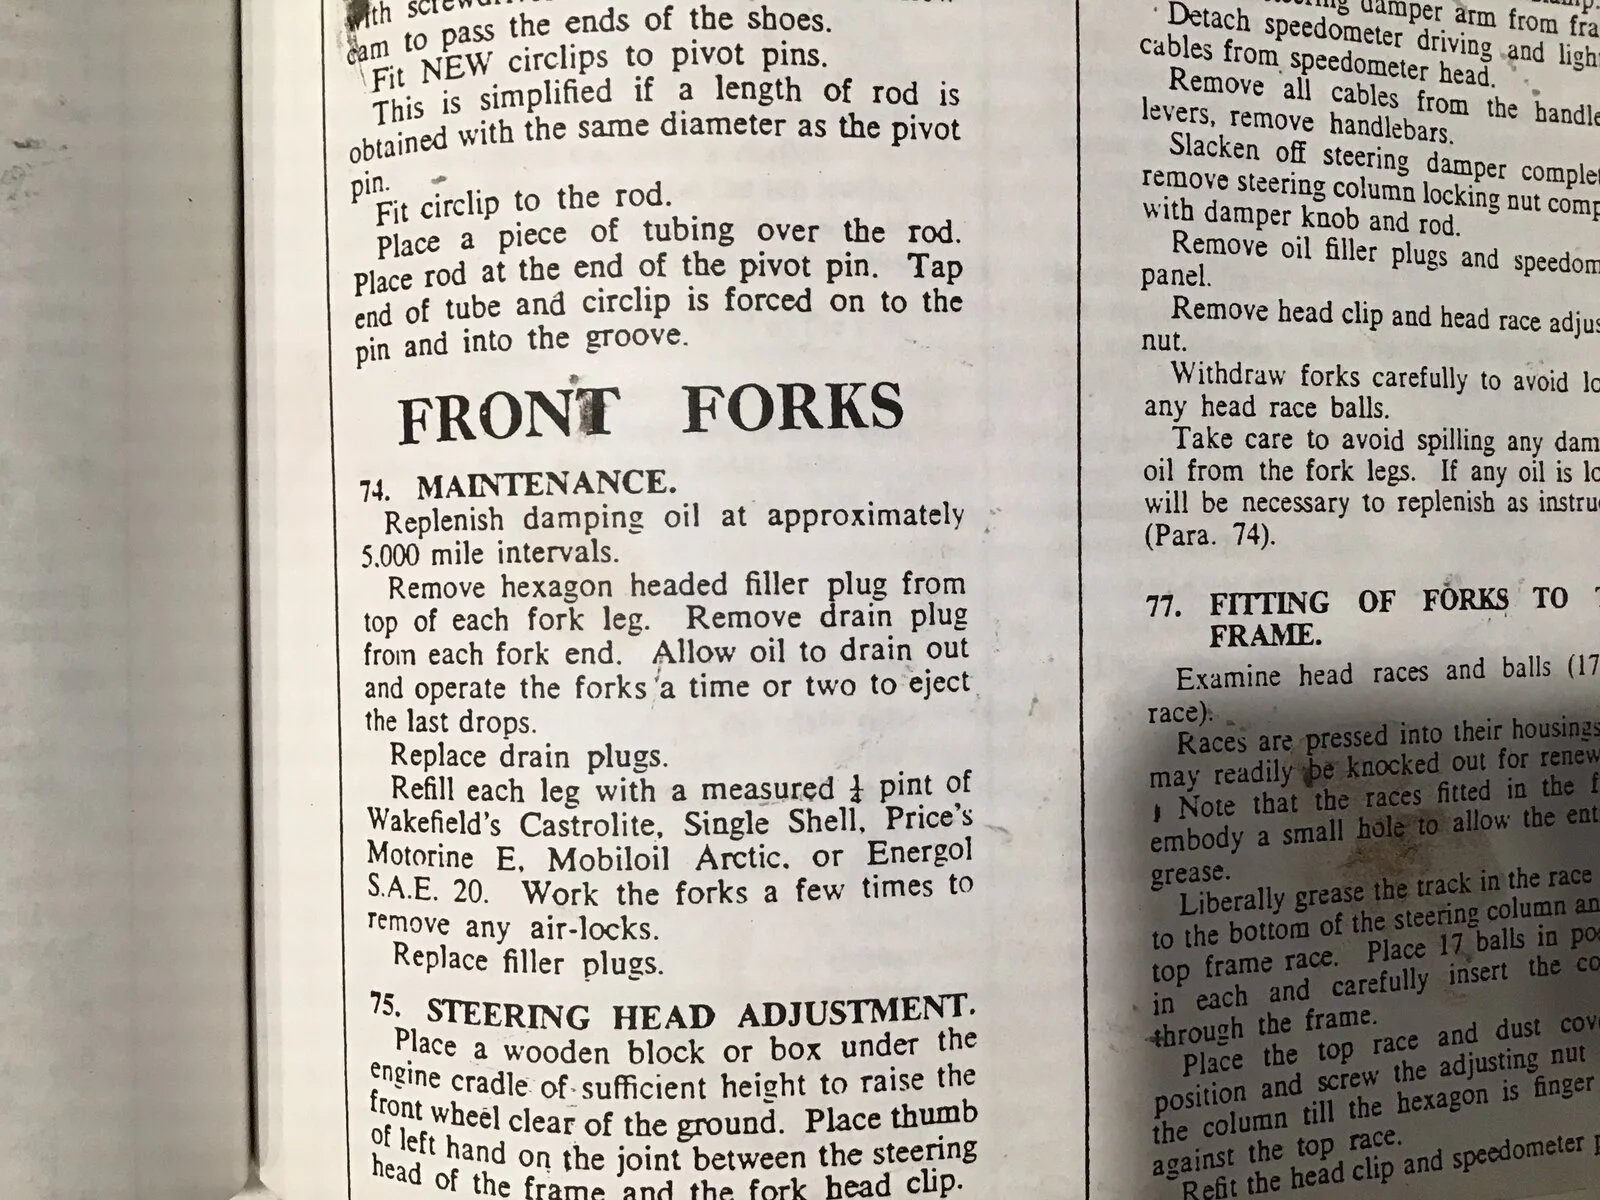 with
cam to pass the ends of the shoes.
Fit NEW circlips to pivot pins.
This is simplified if a length of rod is
obtained with the same diameter as the pivot
pin.
Fit circlip to the rod.
Place a piece of tubing over the rod.
Place rod at the end of the pivot pin. Tap
end of tube and circlip is forced on to the
pin and into the groove.
FRONT FORKS
74. MAINTENANCE.
Replenish damping oil at approximately
5,000 mile intervals.
Remove hexagon headed filler plug from
top of each fork leg. Remove drain plug
from each fork end. Allow oil to drain out
and operate the forks a time or two to eject
the last drops.
Replace drain plugs.
Refill each leg with a measured ¼ pint of
Wakefield's Castrolite, Single Shell, Price's
Motorine E, Mobiloil Arctic, or Energol
S.A.E. 20. Work the forks a few times to
remove any air-locks.
Replace filler plugs.
75. STEERING HEAD ADJUSTMENT.
Place a wooden block or box under the
engine cradle of sufficient height to raise the
front wheel clear of the ground. Place thumb
of left hand on the joint between the steering
head of the frame and the fork head clip.
damper arm from
Detach speedometer driving and
cables from speedometer head.
Remove all cables from the
levers, remove handlebars.
Slacken off steering damper
remove steering column locking nut
with damper knob and rod.
Remove oil filler plugs and
panel.
Remove head clip and head race
nut.
Withdraw forks carefully to avoid
any head race balls.
Take care to avoid spilling any
oil from the fork legs. If any oil is
will be necessary to replenish as
(Para. 74).
77. FITTING OF FORKS TO
FRAME.
Examine head races and balls (17
race).
Races are pressed into their housings
may readily be knocked out for
Note that the races fitted in the
embody a small hole to allow the
grease.
Liberally grease the track in the race
to the bottom of the steering column
top frame race. Place 17 balls in
in each and carefully insert the
through the frame.
Place the top race and dust
position and screw the adjusting nut
the column till the hexagon is finger
against the top race.
Refit the head clip and speedometer